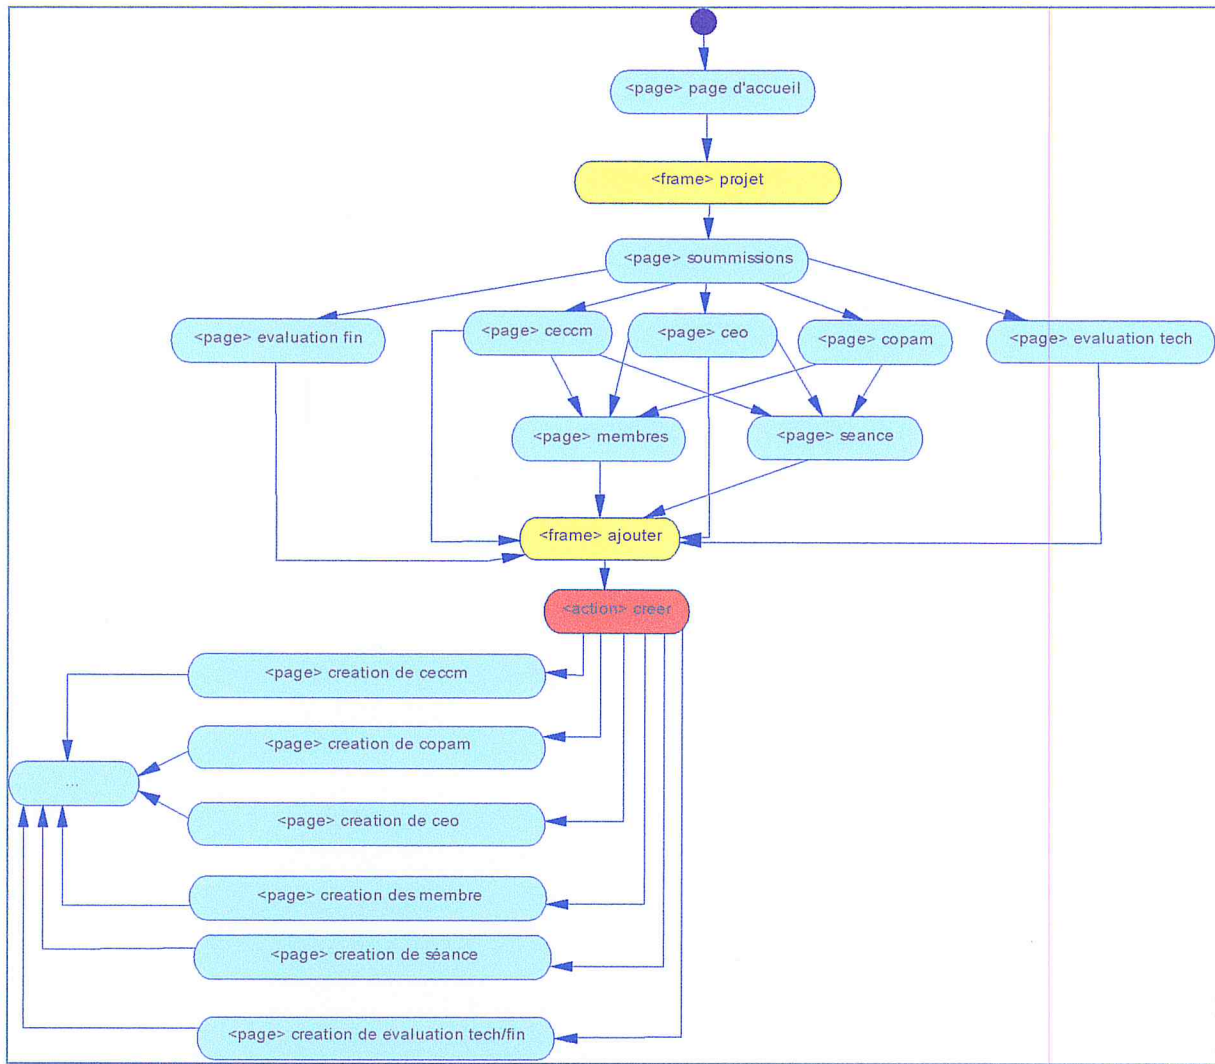 <page> page d'accueil
<frame> projet
<page> soummissions
<page> evaluation fin
<page> ceccm
<page> ceo
<page> copam
<page> evaluation tech
<page> membres
<page> seance
<frame> ajouter
<action> creer
<page> creation de ceccm
<page> creation de copam
...
<page> creation de ceo
<page> creation des membre
<page> creation de séance
<page> creation de evaluation tech/fin